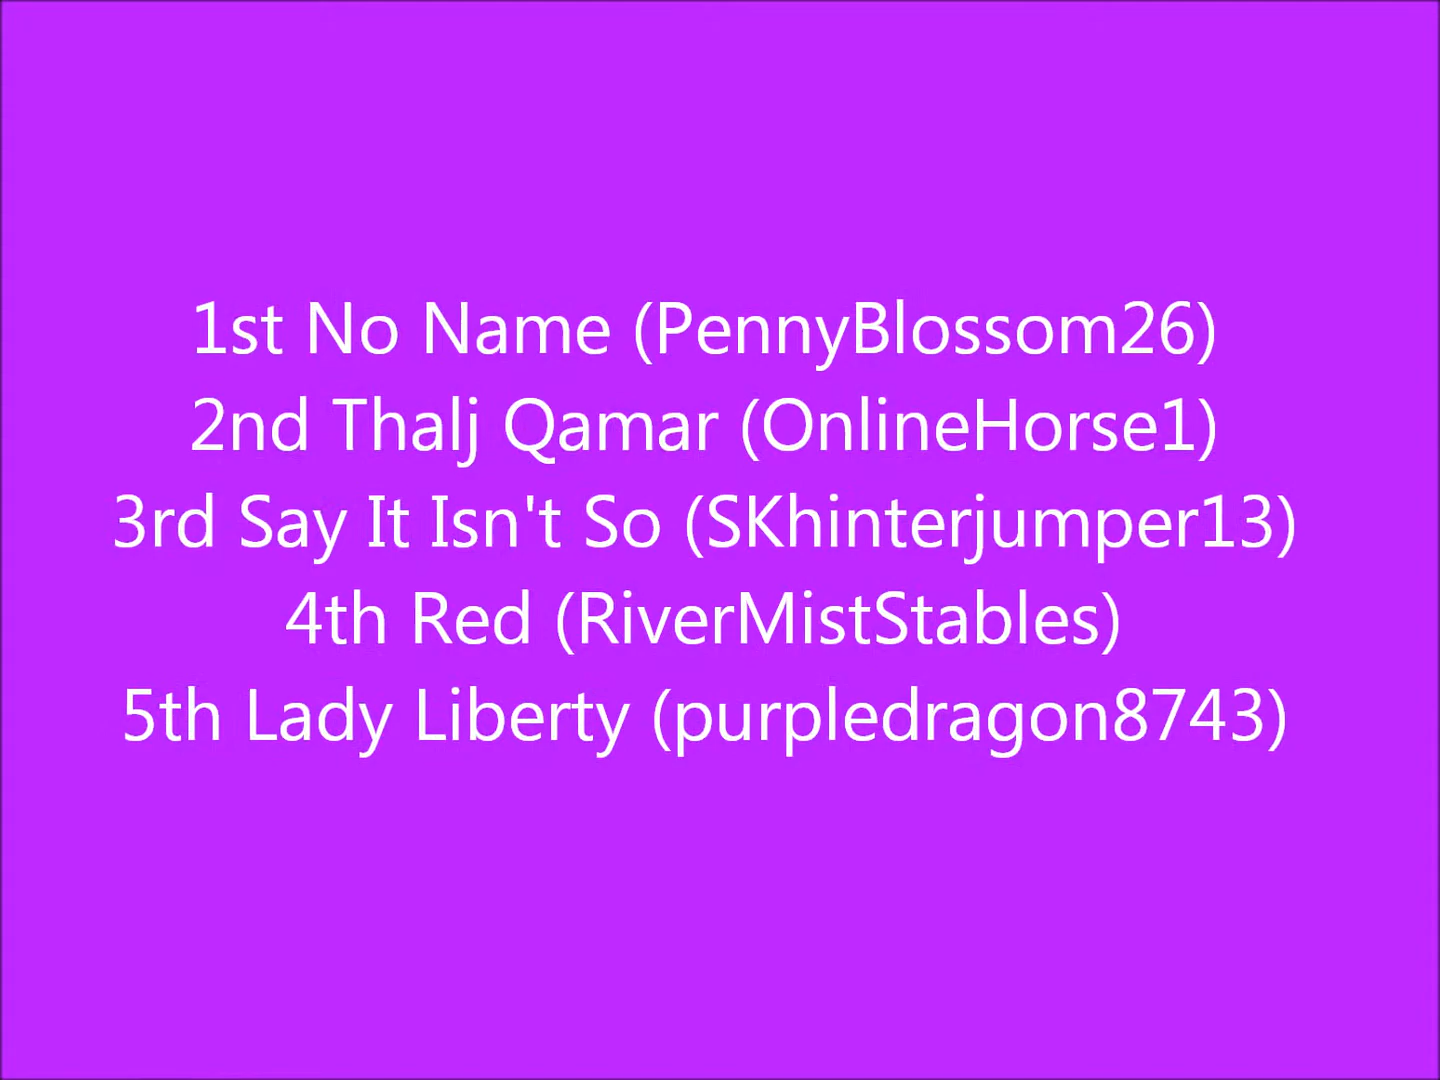 1st No Name (PennyBlossom26)
2nd Thalj Qamar (OnlineHorse1)
3rd Say It Isn't So (SKhinterjumper13)
4th Red (RiverMistStables)
5th Lady Liberty (purpledragon8743)